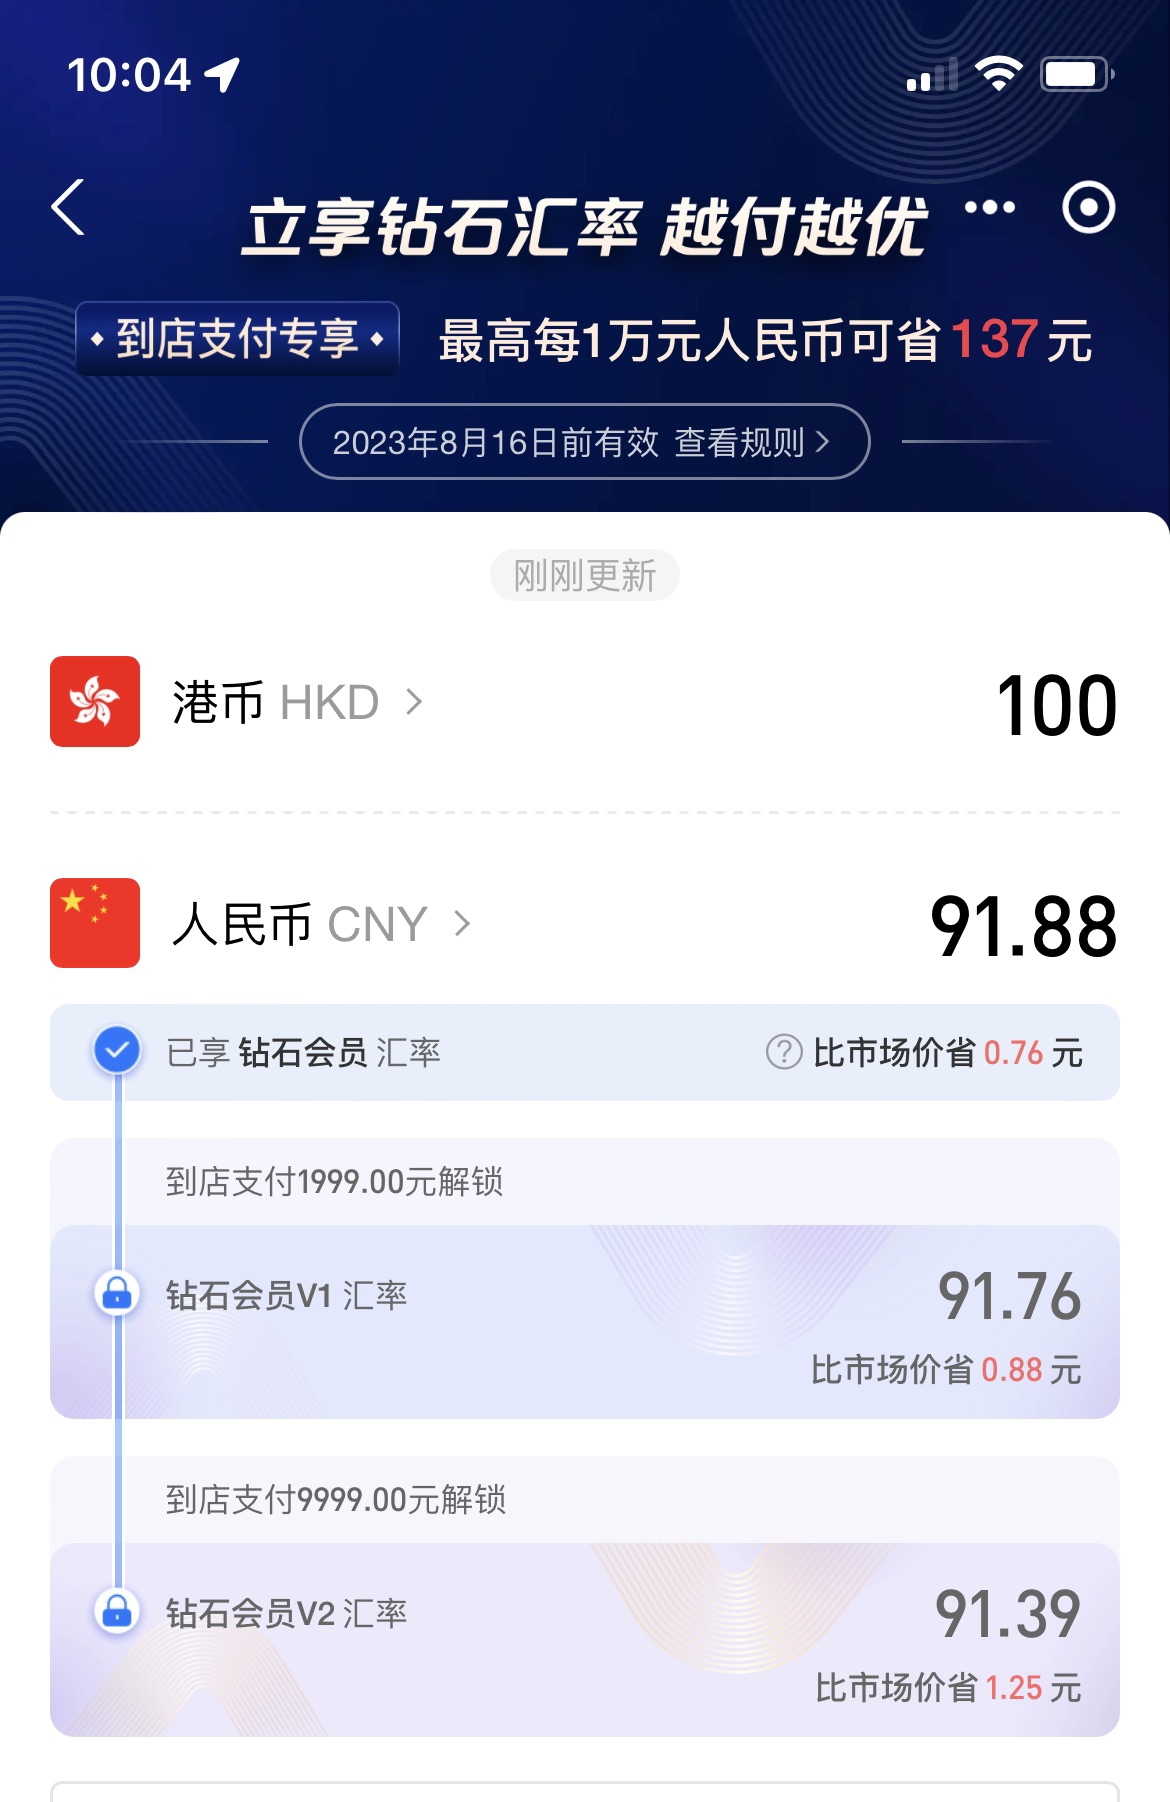 10:04
立享钻石汇率 越付越优
到店支付专享 最高每1万元人民币可省137元
2023年8月16日前有效 查看规则
刚刚更新
港币 HKD 100
人民币 CNY 91.88
已享 钻石会员 汇率 ? 比市场价省 0.76 元
到店支付1999.00元解锁
钻石会员V1 汇率 91.76
比市场价省 0.88 元
到店支付9999.00元解锁
钻石会员V2 汇率 91.39
比市场价省 1.25 元